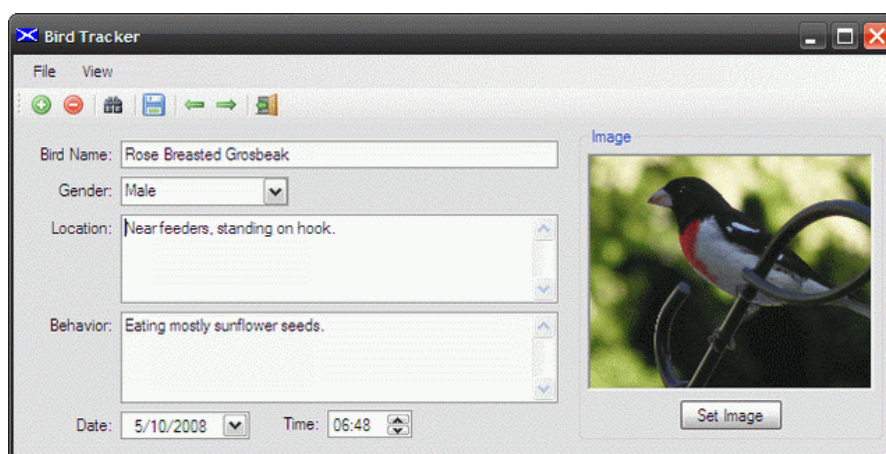 Bird Tracker
File View
Image
Bird Name: Rose Breasted Grosbeak
Gender: Male
Location: Near feeders, standing on hook.
Behavior: Eating mostly sunflower seeds.
Set Image
Date: 5/10/2008 Time: 06:48